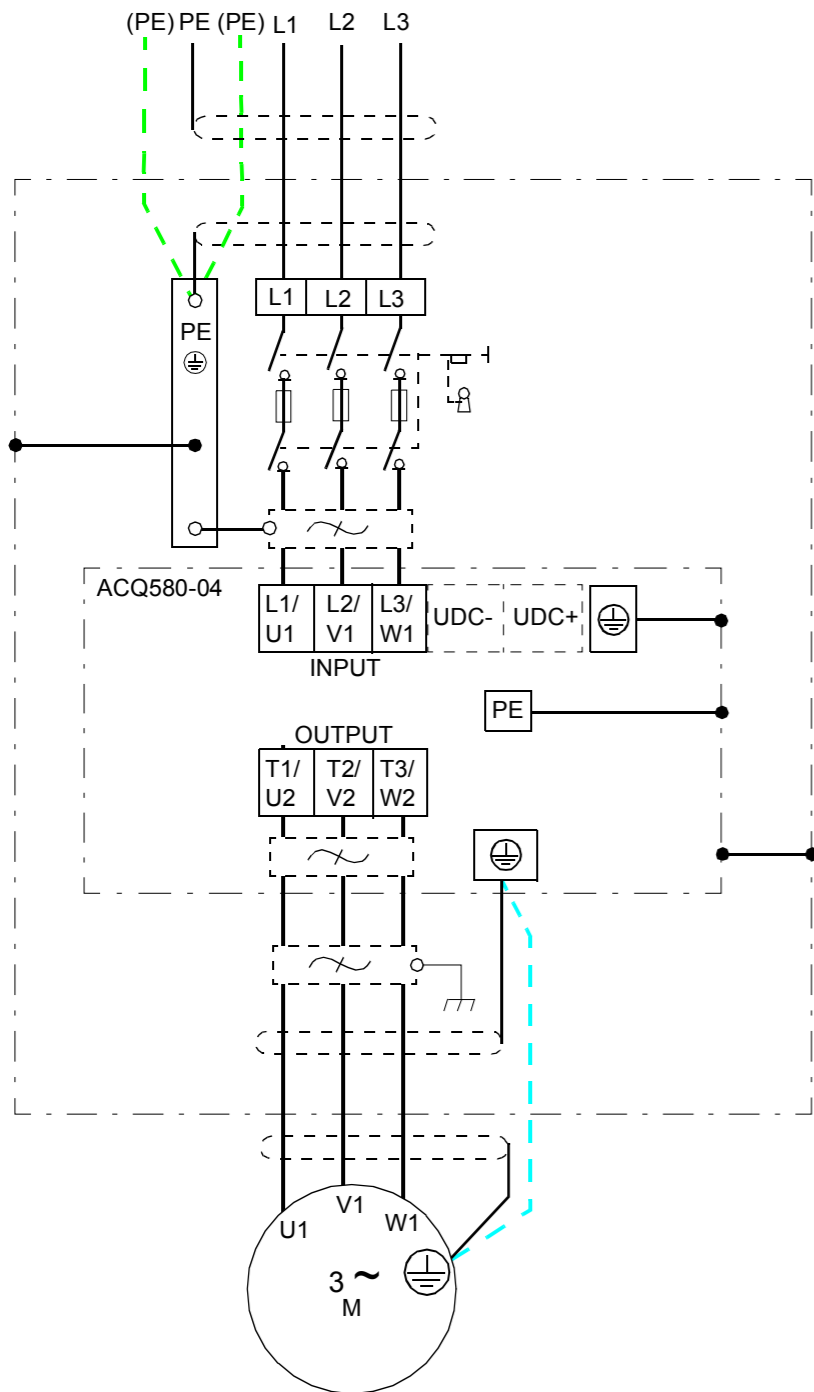 (PE) PE (PE) L1 L2 L3
L1 L2 L3
PE
ACQ580-04
L1/ L2/ L3/
U1 V1 W1
UDC- UDC+
INPUT
PE
OUTPUT
T1/ T2/ T3/
U2 V2 W2
U1 V1 W1
3 ~
M